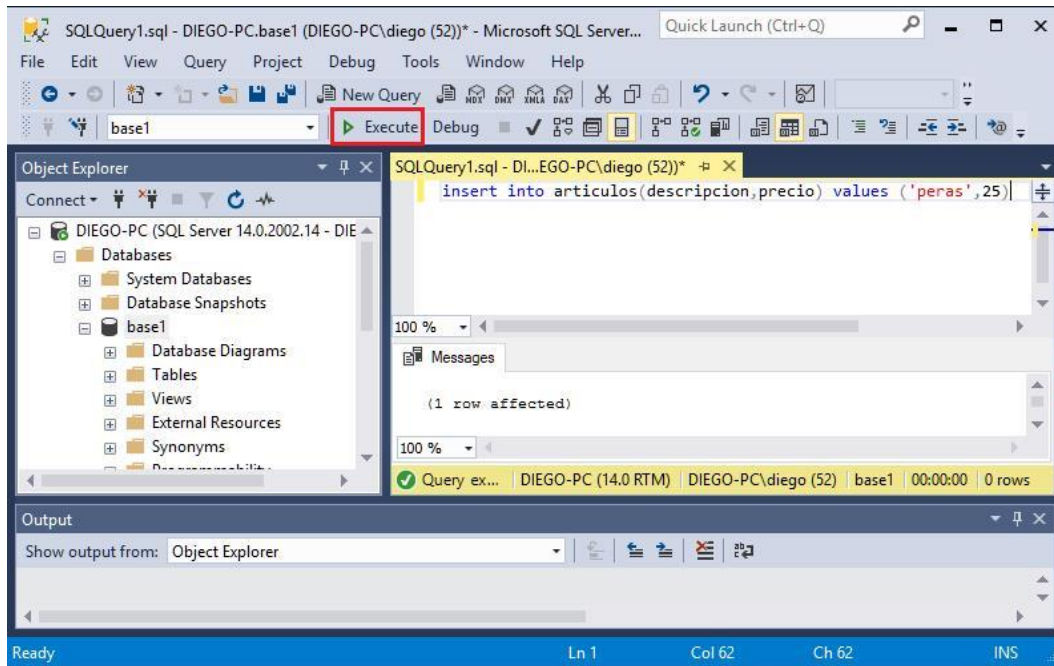 SQLQuery1.sql - DIEGO-PC.base1 (DIEGO-PC\diego (52))* - Microsoft SQL Server...
Quick Launch (Ctrl+Q)
File Edit View Query Project Debug Tools Window Help
New Query MDX DMX XMLA DAX
base1 Execute Debug
Object Explorer
SQLQuery1.sql - DI...EGO-PC\diego (52))*
Connect
insert into articulos(descripcion,precio) values ('peras',25)
DIEGO-PC (SQL Server 14.0.2002.14 - DIE
Databases
System Databases
Database Snapshots
base1
Database Diagrams
Tables
Views
External Resources
Synonyms
Programmability
100 %
Messages
(1 row affected)
100 %
Query ex... DIEGO-PC (14.0 RTM) DIEGO-PC\diego (52) base1 00:00:00 0 rows
Output
Show output from: Object Explorer
Ready Ln 1 Col 62 Ch 62 INS